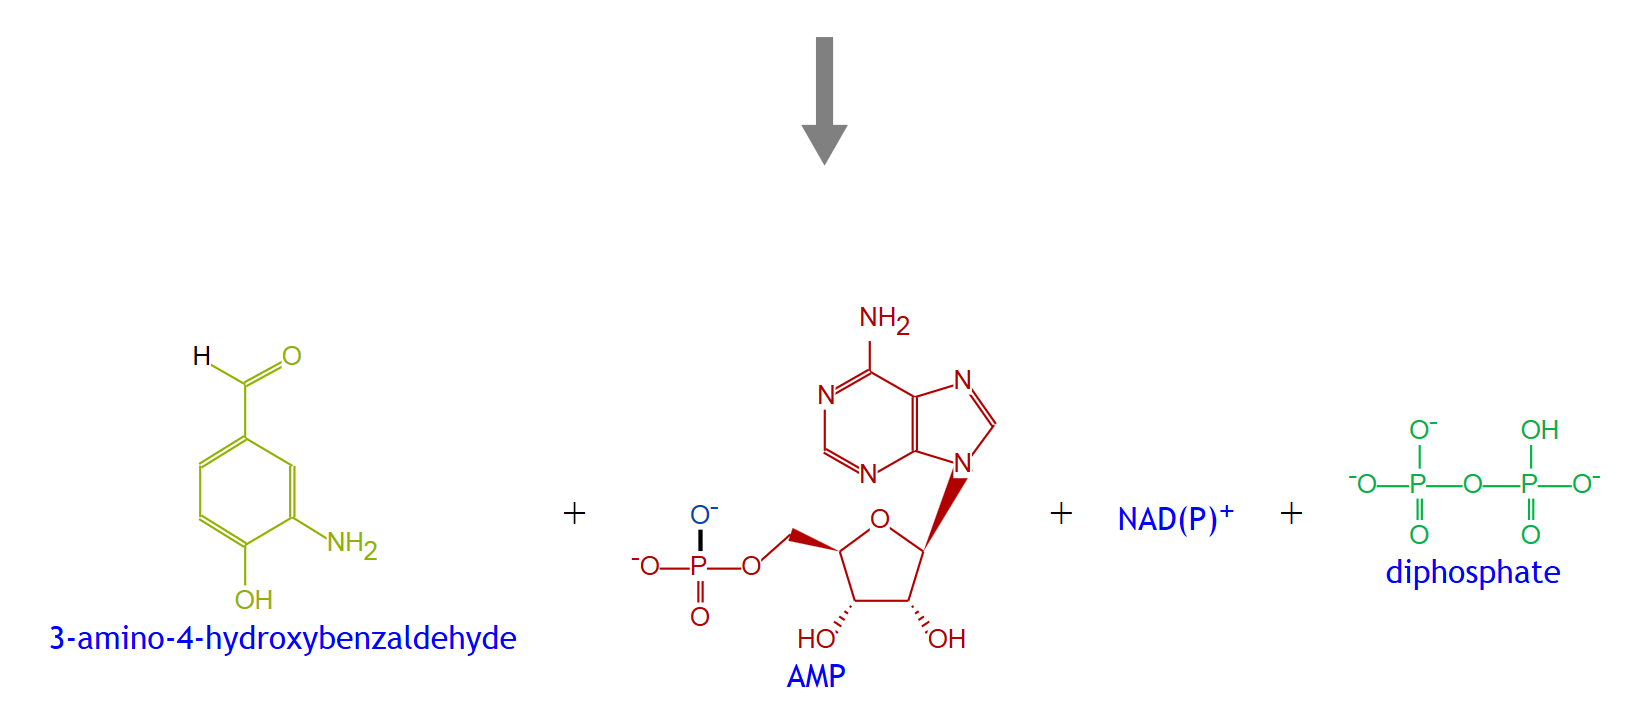 NH2
H O
N N
N N
O- OH
-O P O P O-
O O
O- O
-O P O
O
NH2
OH
HO OH
+ + NAD(P)+ +
diphosphate
3-amino-4-hydroxybenzaldehyde
AMP